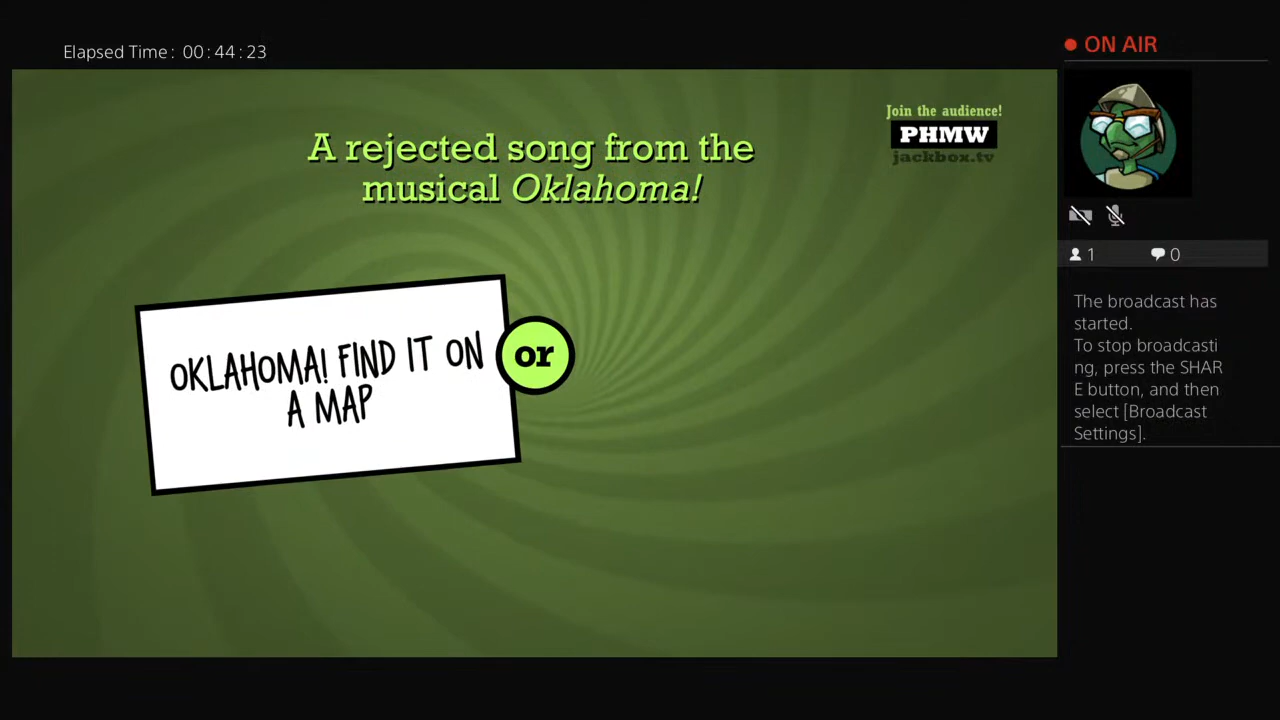 Elapsed Time: 00:44:23
ON AIR
Join the audience!
PHMW
jackbox.tv
A rejected song from the
musical Oklahoma!
OKLAHOMA! FIND IT ON
A MAP
or
1
0
The broadcast has
started.
To stop broadcasti
ng, press the SHAR
E button, and then
select [Broadcast
Settings].